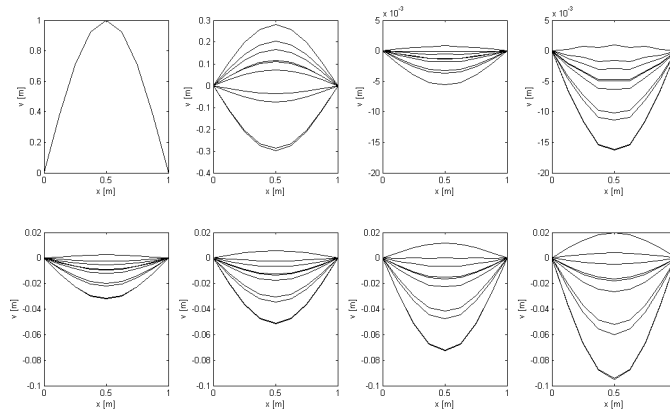 v [m]
1
0.8
0.6
0.4
0.2
0
0 0.5 1
x [m]
v [m]
0.3
0.2
0.1
0
-0.1
-0.2
-0.3
-0.4
0 0.5 1
x [m]
x 10⁻³
v [m]
5
0
-5
-10
-15
-20
0 0.5 1
x [m]
x 10⁻³
v [m]
5
0
-5
-10
-15
-20
0 0.5
x [m]
v [m]
0.02
0
-0.02
-0.04
-0.06
-0.08
-0.1
0 0.5 1
x [m]
v [m]
0.02
0
-0.02
-0.04
-0.06
-0.08
-0.1
0 0.5 1
x [m]
v [m]
0.02
0
-0.02
-0.04
-0.06
-0.08
-0.1
0 0.5 1
x [m]
v [m]
0.02
0
-0.02
-0.04
-0.06
-0.08
-0.1
0 0.5
x [m]